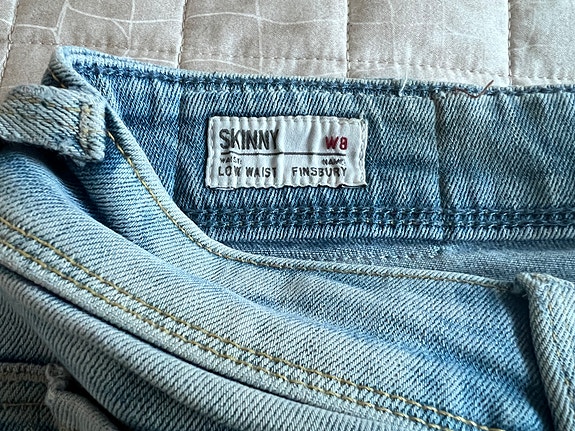 SKINNY W8
WAIST: NAME:
LOW WAIST FINSBURY